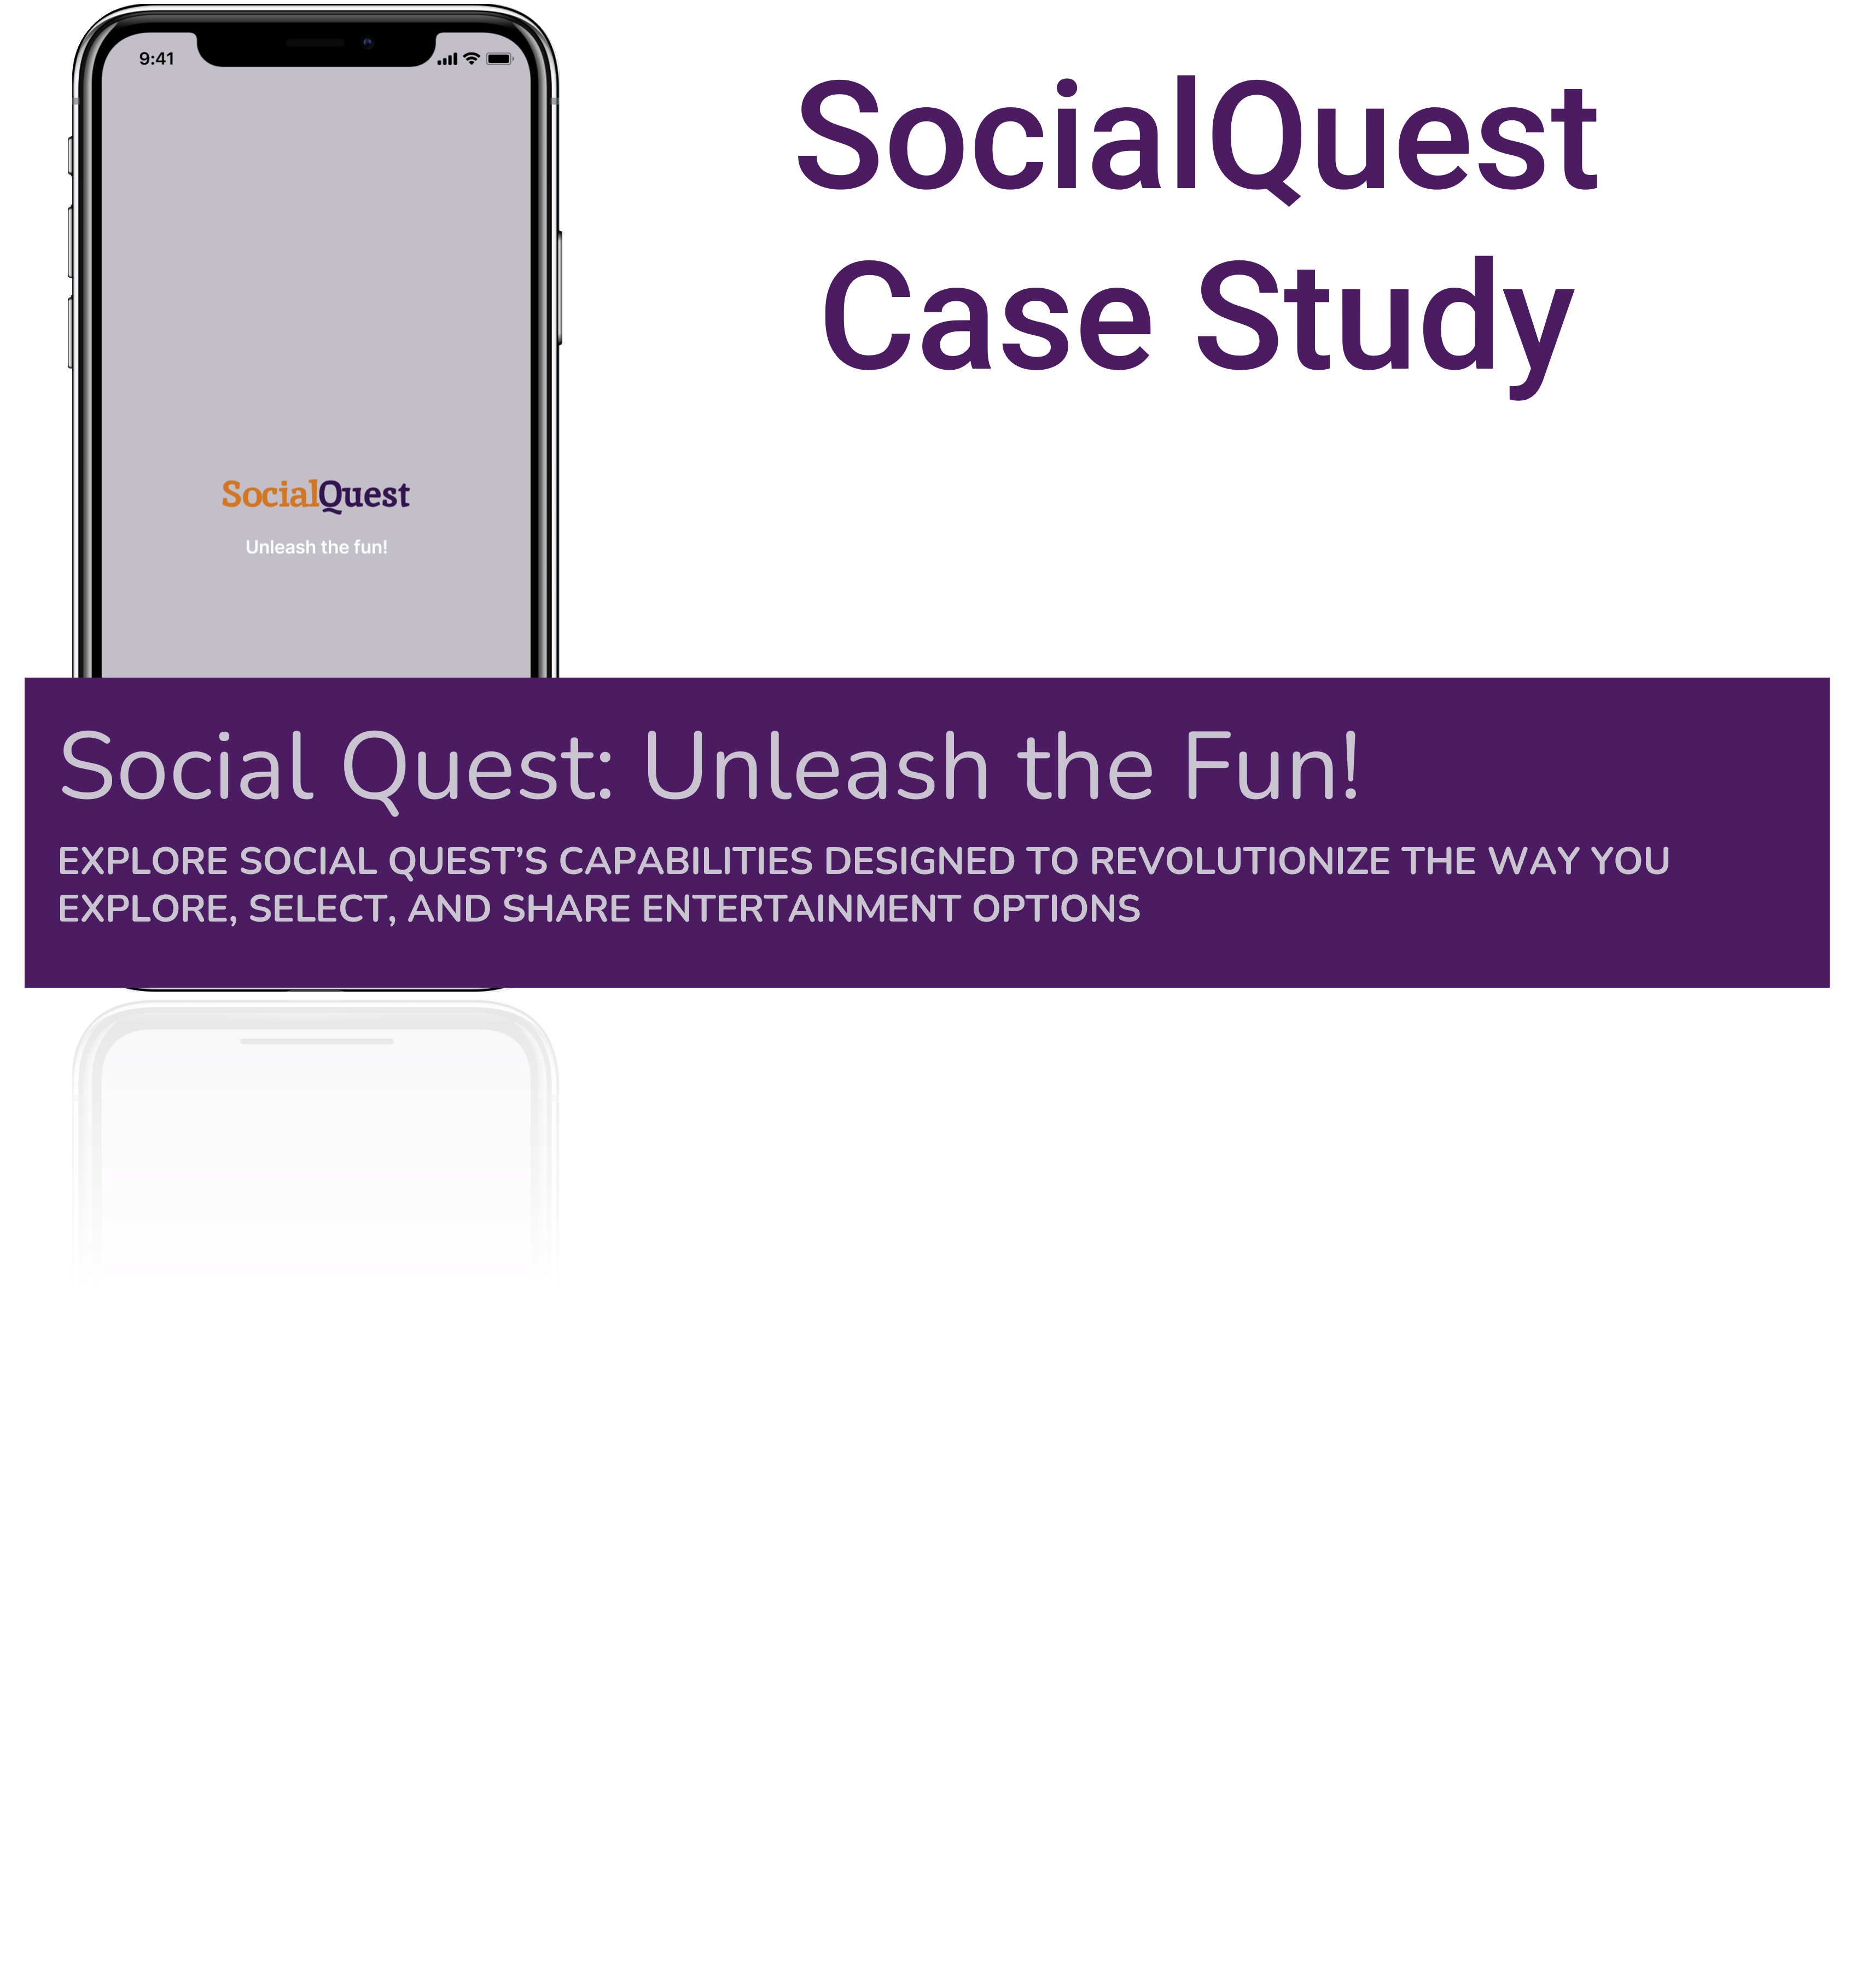 9:41
SocialQuest
Unleash the fun!
SocialQuest
Case Study
Social Quest: Unleash the Fun!
EXPLORE SOCIAL QUEST’S CAPABILITIES DESIGNED TO REVOLUTIONIZE THE WAY YOU
EXPLORE, SELECT, AND SHARE ENTERTAINMENT OPTIONS